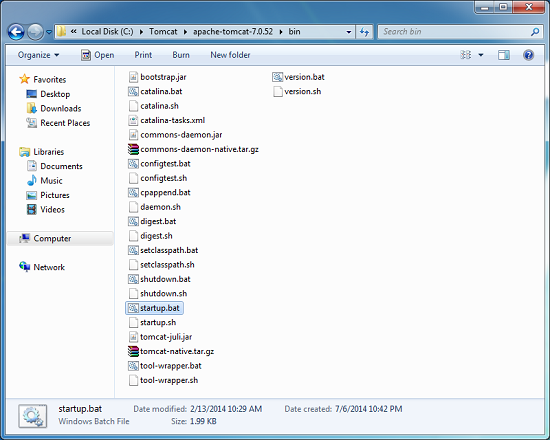 Local Disk (C:) Tomcat apache-tomcat-7.0.52 bin
Search bin
Organize Open Print Burn New folder
Favorites
Desktop
Downloads
Recent Places
Libraries
Documents
Music
Pictures
Videos
Computer
Network
bootstrap.jar
catalina.bat
catalina.sh
catalina-tasks.xml
commons-daemon.jar
commons-daemon-native.tar.gz
configtest.bat
configtest.sh
cpappend.bat
daemon.sh
digest.bat
digest.sh
setclasspath.bat
setclasspath.sh
shutdown.bat
shutdown.sh
startup.bat
startup.sh
tomcat-juli.jar
tomcat-native.tar.gz
tool-wrapper.bat
tool-wrapper.sh
version.bat
version.sh
startup.bat Date modified: 2/13/2014 10:29 AM Date created: 7/6/2014 10:42 PM
Windows Batch File Size: 1.99 KB